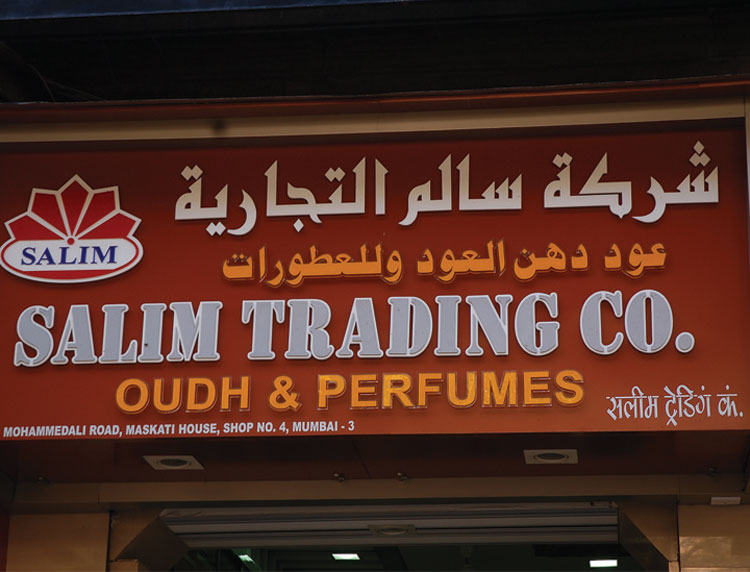 شركة سالم التجارية
SALIM
عود دهن العود وللعطورات
SALIM TRADING CO.
OUDH & PERFUMES
सलीम ट्रेडिंग कं.
MOHAMMEDALI ROAD, MASKATI HOUSE, SHOP NO. 4, MUMBAI - 3